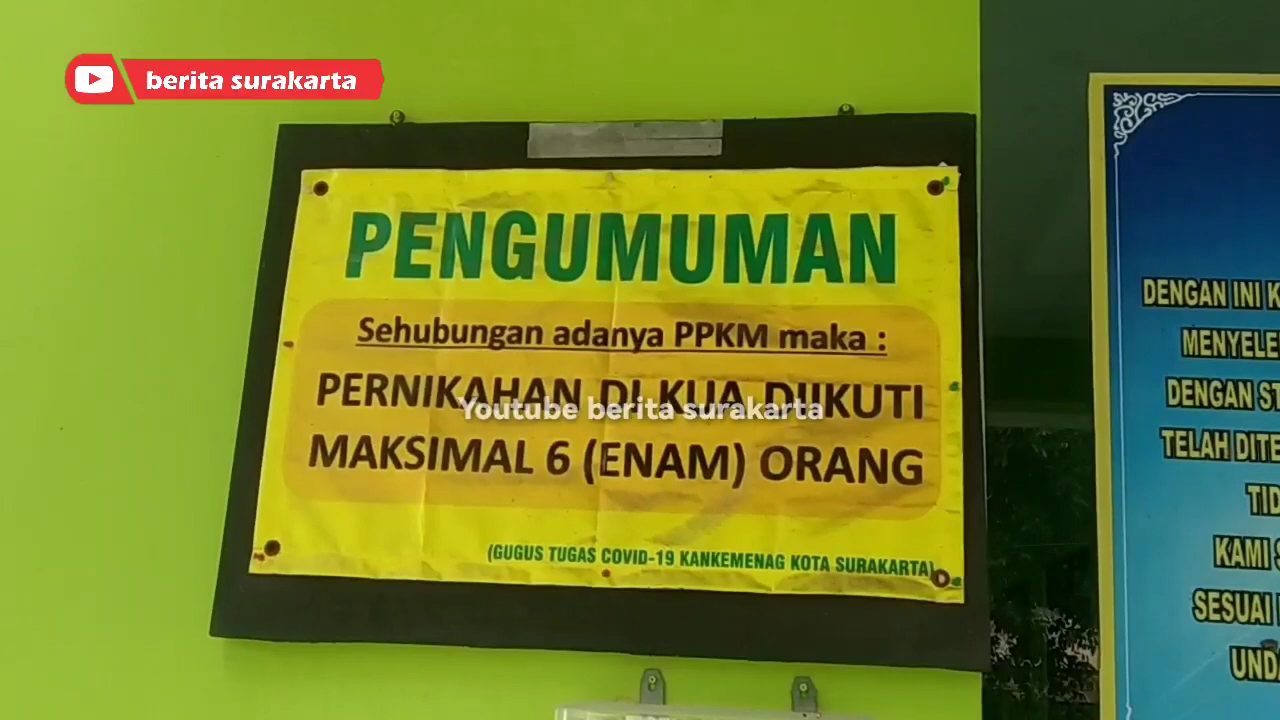 berita surakarta
PENGUMUMAN
Sehubungan adanya PPKM maka :
PERNIKAHAN DI KUA DIIKUTI
Youtube berita surakarta
MAKSIMAL 6 (ENAM) ORANG
(GUGUS TUGAS COVID-19 KANKEMENAG KOTA SURAKARTA)
DENGAN INI K
MENYELE
DENGAN ST
TELAH DITE
TID
KAMI S
SESUAI
UNDA